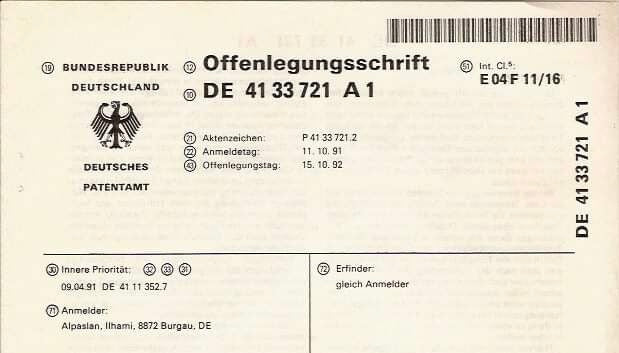 ⑲ BUNDESREPUBLIK
DEUTSCHLAND
DEUTSCHES
PATENTAMT
⑫ Offenlegungsschrift
⑩ DE 41 33 721 A 1
㉑ Aktenzeichen: P 41 33 721.2
㉒ Anmeldetag: 11. 10. 91
㊸ Offenlegungstag: 15. 10. 92
�51 Int. Cl.⁵:
E 04 F 11/16
DE 41 33 721 A 1
㉚ Innere Priorität: ㉜ ㉝ ㉛
09.04.91 DE 41 11 352.7
�71 Anmelder:
Alpaslan, Ilhami, 8872 Burgau, DE
�72 Erfinder:
gleich Anmelder